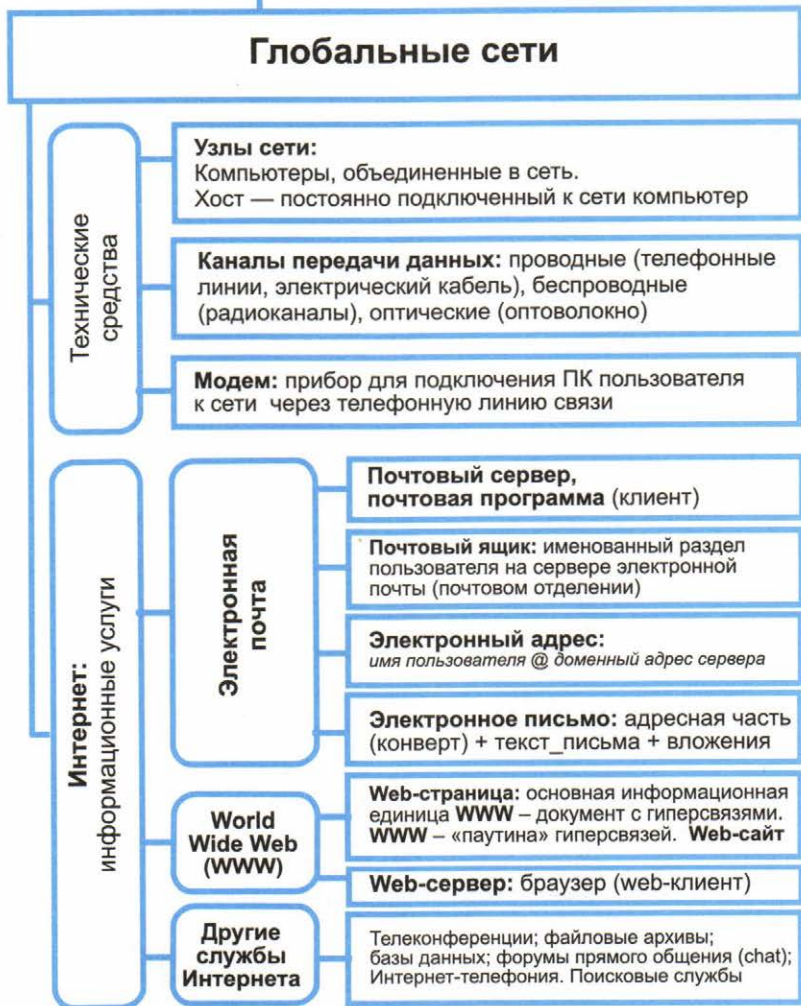 Глобальные сети
Технические
средства
Узлы сети:
Компьютеры, объединенные в сеть.
Хост — постоянно подключенный к сети компьютер
Каналы передачи данных: проводные (телефонные
линии, электрический кабель), беспроводные
(радиоканалы), оптические (оптоволокно)
Модем: прибор для подключения ПК пользователя
к сети через телефонную линию связи
Интернет:
информационные услуги
Электронная
почта
Почтовый сервер,
почтовая программа (клиент)
Почтовый ящик: именованный раздел
пользователя на сервере электронной
почты (почтовом отделении)
Электронный адрес:
имя пользователя @ доменный адрес сервера
Электронное письмо: адресная часть
(конверт) + текст_письма + вложения
World
Wide Web
(WWW)
Web-страница: основная информационная
единица WWW – документ с гиперсвязями.
WWW – «паутина» гиперсвязей. Web-сайт
Web-сервер: браузер (web-клиент)
Другие
службы
Интернета
Телеконференции; файловые архивы;
базы данных; форумы прямого общения (chat);
Интернет-телефония. Поисковые службы